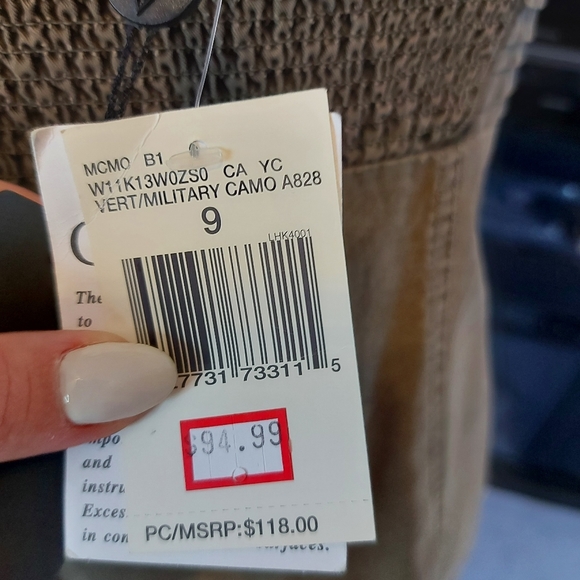 MCMO B1
W11K13W0ZS0 CA YC
VERT/MILITARY CAMO A828
9
LHK4001
7731 73311 5
$94.99
PC/MSRP:$118.00
The
to
and
instru
Exces
in con